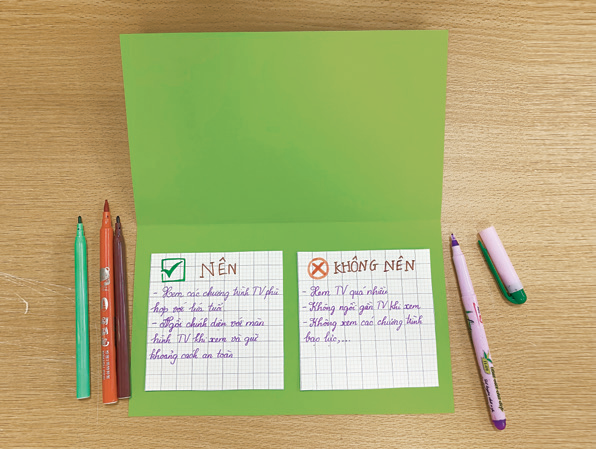 NÊN
- Xem các chương trình TV phù
hợp với lứa tuổi
- Ngồi chính diện với màn
hình TV khi xem và giữ
khoảng cách an toàn
KHÔNG NÊN
- Xem TV quá nhiều
- Không ngồi gần TV khi xem
- Không xem các chương trình
bạo lực,...